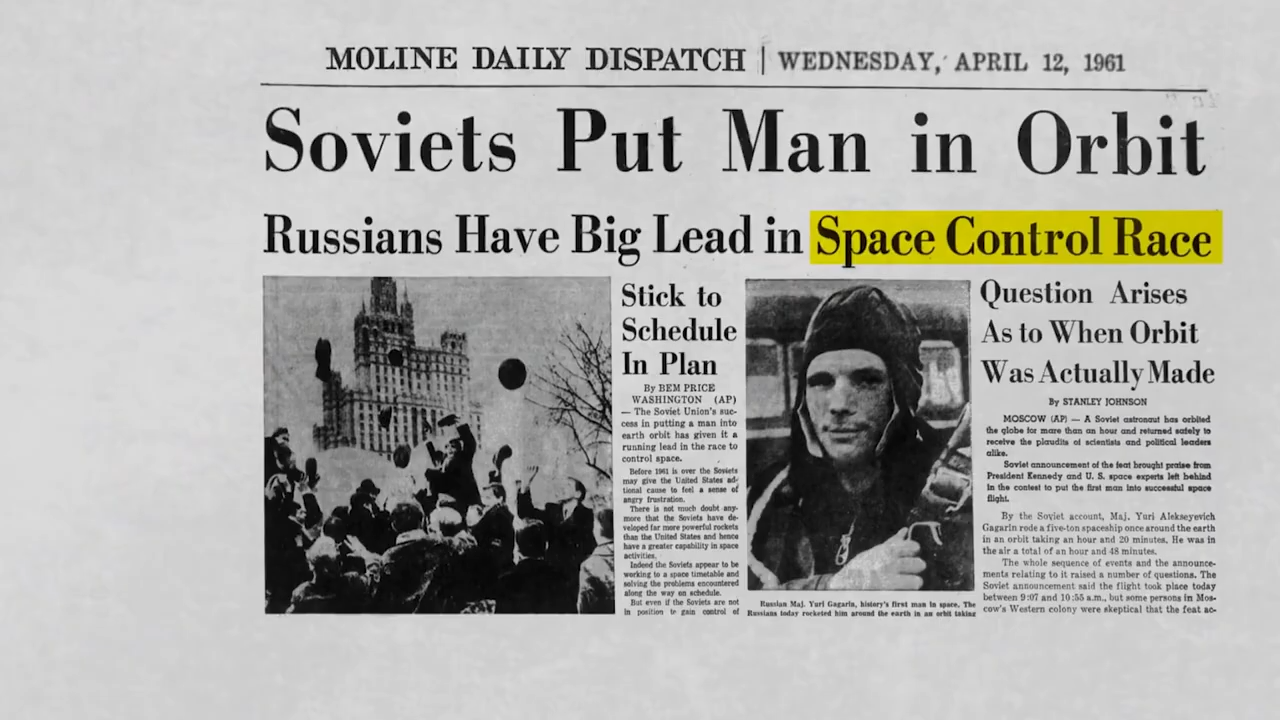 MOLINE DAILY DISPATCH | WEDNESDAY, APRIL 12, 1961
Soviets Put Man in Orbit
Russians Have Big Lead in Space Control Race
Stick to
Schedule
In Plan
By BEM PRICE
WASHINGTON (AP)
— The Soviet Union's suc-
cess in putting a man into
earth orbit has given it a
running lead in the race to
control space.
Before 1961 is over the Soviets
may give the United States ad-
tional cause to feel a sense of
angry frustration.
There is not much doubt any-
more that the Soviets have de-
veloped far more powerful rockets
than the United States and hence
have a greater capability in space
activities.
Indeed the Soviets appear to be
working to a space timetable and
solving the problems encountered
along the way on schedule.
But even if the Soviets are not
in position to gain control of
Russian Maj. Yuri Gagarin, history's first man in space. The
Russians today rocketed him around the earth in an orbit taking
Question Arises
As to When Orbit
Was Actually Made
By STANLEY JOHNSON
MOSCOW (AP) — A Soviet astronaut has orbited
the globe for more than an hour and returned safely to
receive the plaudits of scientists and political leaders
alike.
Soviet announcement of the feat brought praise from
President Kennedy and U. S. space experts left behind
in the contest to put the first man into successful space
flight.
By the Soviet account, Maj. Yuri Alekseyevich
Gagarin rode a five-ton spaceship once around the earth
in an orbit taking an hour and 20 minutes. He was in
the air a total of an hour and 48 minutes.
The whole sequence of events and the announce-
ments relating to it raised a number of questions. The
Soviet announcement said the flight took place today
between 9:07 and 10:55 a.m., but some persons in Mos-
cow's Western colony were skeptical that the feat ac-